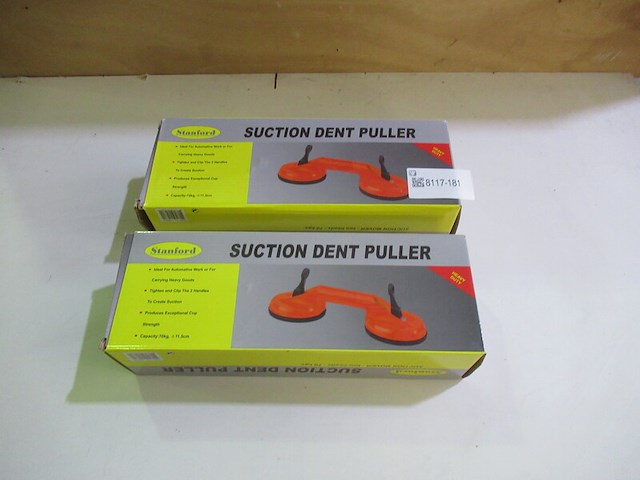 Stanford
SUCTION DENT PULLER
Ideal For Automotive Work or For
Carrying Heavy Goods
Tighten and Clip The 2 Handles
To Create Suction
Produces Exceptional Cup
Strength
HEAVY
DUTY
8117-181
Stanford
SUCTION DENT PULLER
Ideal For Automotive Work or For
Carrying Heavy Goods
Tighten and Clip The 2 Handles
To Create Suction
Produces Exceptional Cup
Strength
HEAVY
DUTY
SUCTION DENT PULLER
Stanford